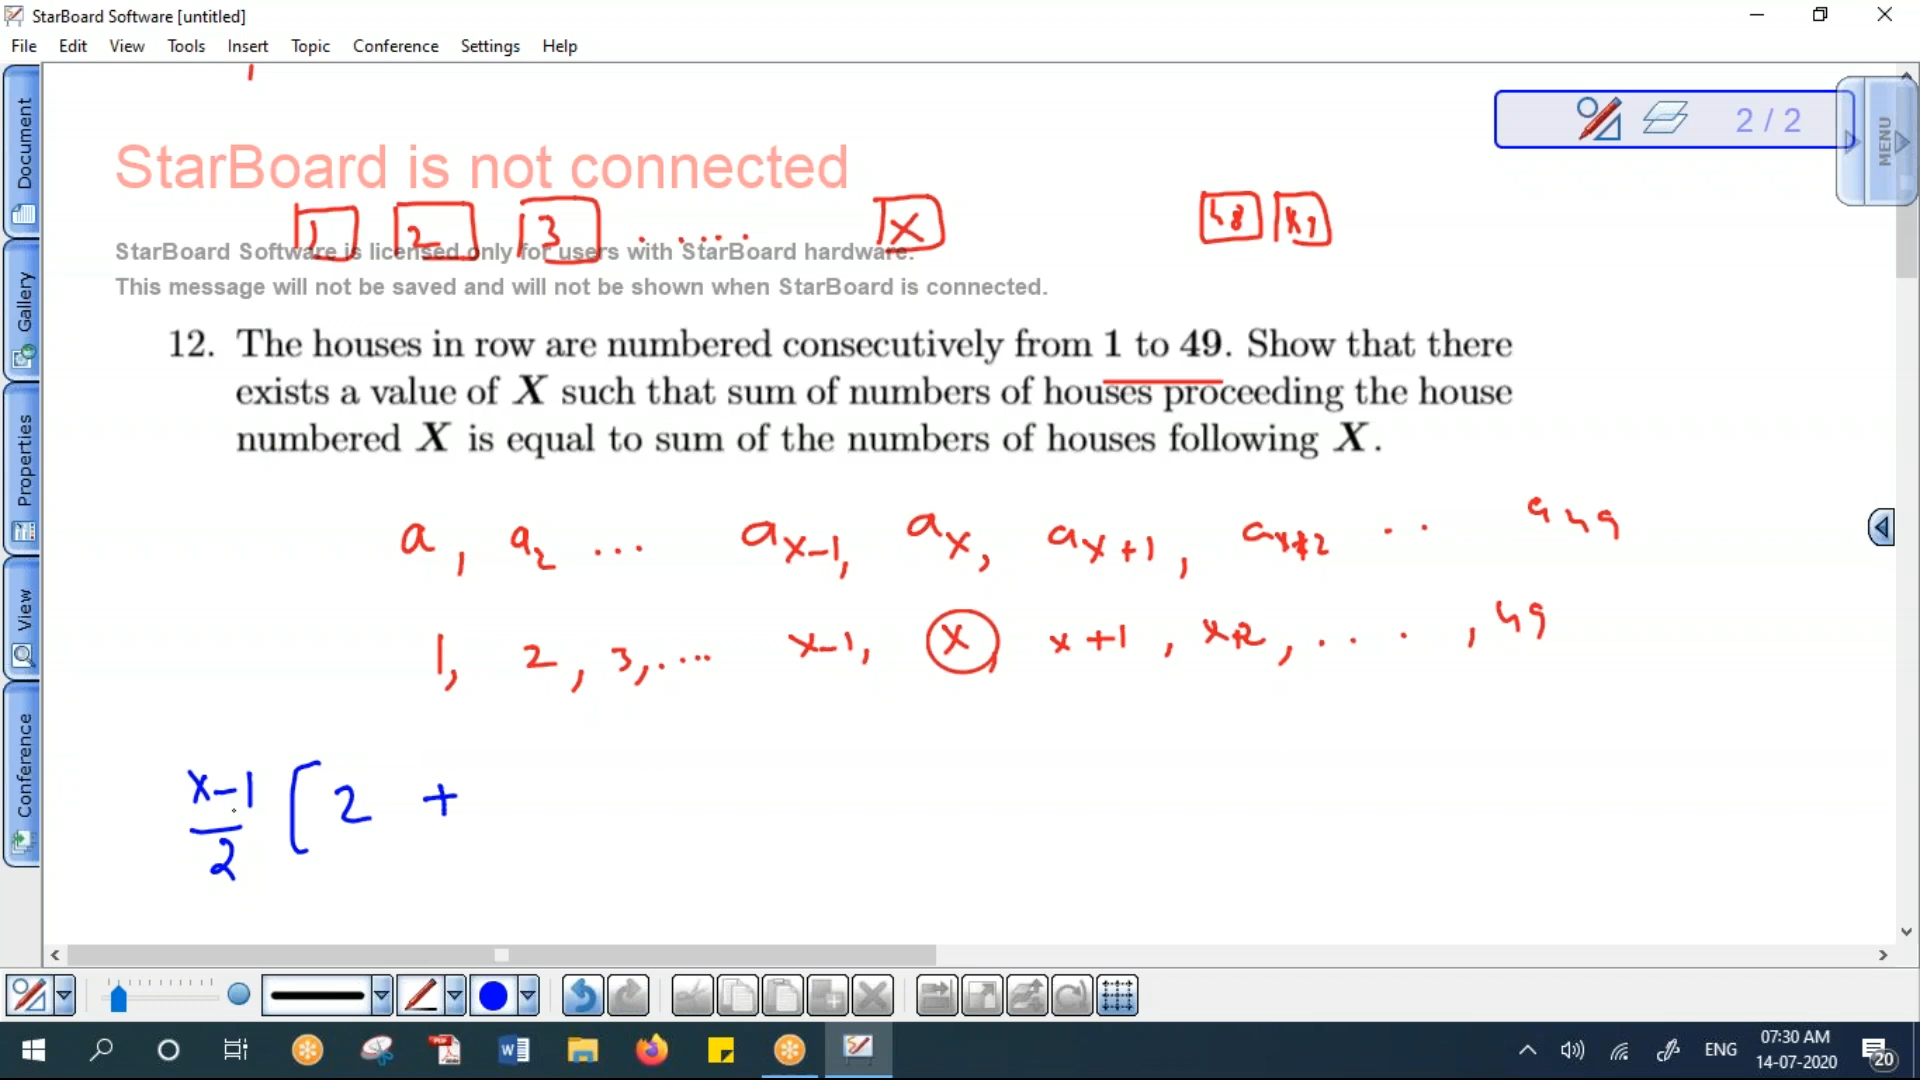 StarBoard Software [untitled]
File Edit View Tools Insert Topic Conference Settings Help
Document
Gallery
Properties
View
Conference
2 / 2
MENU
StarBoard is not connected
1 2 3 ...... X 48 49
StarBoard Software is licensed only for users with StarBoard hardware.
This message will not be saved and will not be shown when StarBoard is connected.
12. The houses in row are numbered consecutively from 1 to 49. Show that there
exists a value of X such that sum of numbers of houses proceeding the house
numbered X is equal to sum of the numbers of houses following X.
a, a₂ ... aₓ₋₁, aₓ, aₓ₊₁, aₓ₊₂ .. a₄₉
1, 2, 3, .... x-1, x, x+1, x+2, ...., 49
x-1/2 [2 +
ENG
07:30 AM
14-07-2020
20